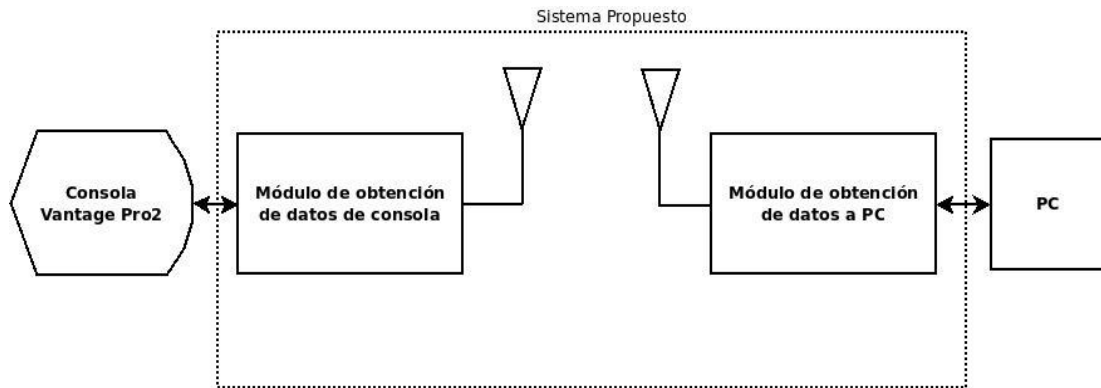 Sistema Propuesto
Consola
Vantage Pro2
Módulo de obtención
de datos de consola
Módulo de obtención
de datos a PC
PC